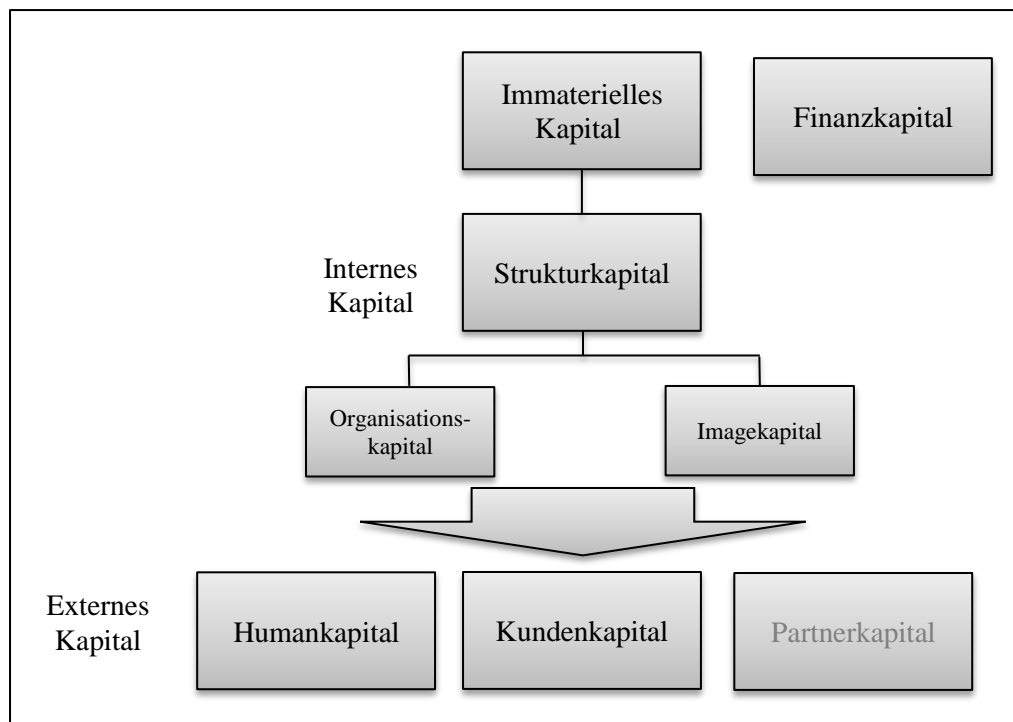 Immaterielles
Kapital
Finanzkapital
Internes
Kapital
Strukturkapital
Organisations-
kapital
Imagekapital
Externes
Kapital
Humankapital
Kundenkapital
Partnerkapital